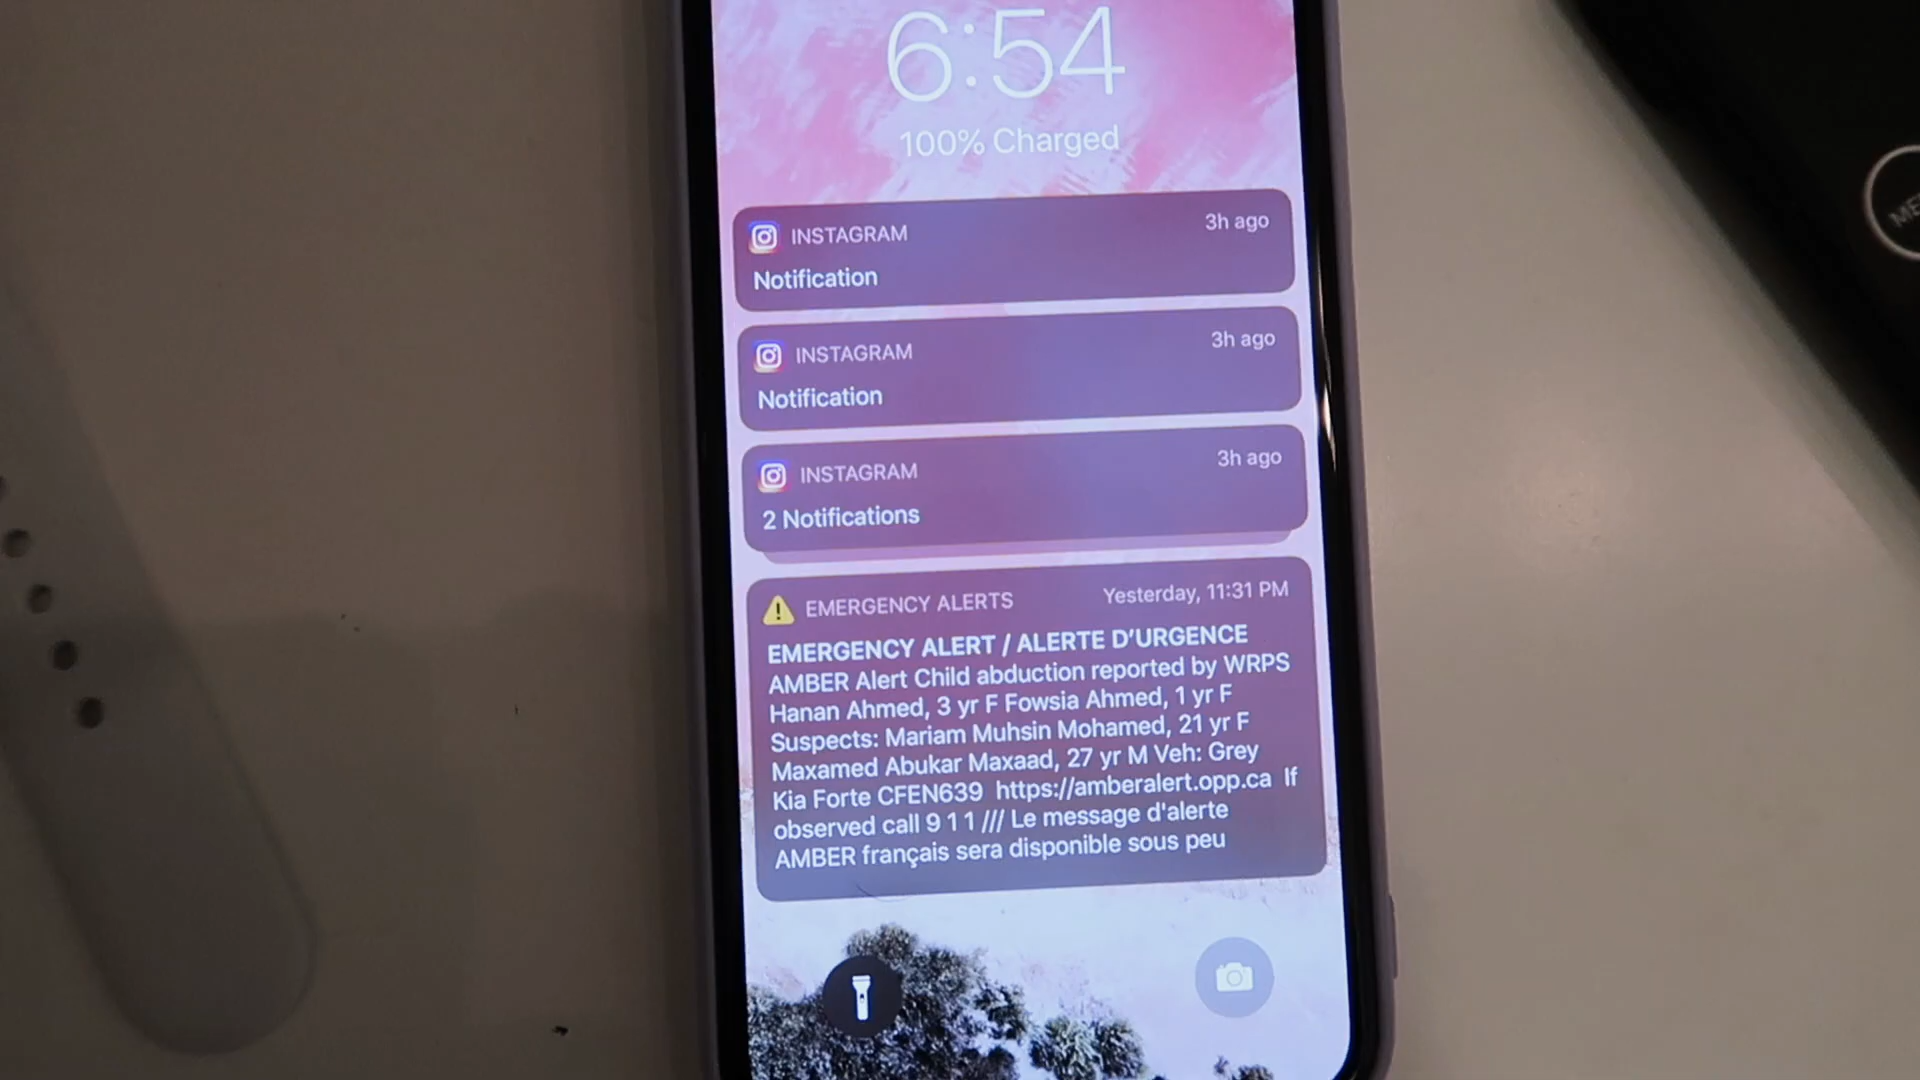 6:54
100% Charged
INSTAGRAM 3h ago
Notification
INSTAGRAM 3h ago
Notification
INSTAGRAM 3h ago
2 Notifications
EMERGENCY ALERTS Yesterday, 11:31 PM
EMERGENCY ALERT / ALERTE D'URGENCE
AMBER Alert Child abduction reported by WRPS
Hanan Ahmed, 3 yr F Fowsia Ahmed, 1 yr F
Suspects: Mariam Muhsin Mohamed, 21 yr F
Maxamed Abukar Maxaad, 27 yr M Veh: Grey
Kia Forte CFEN639 https://amberalert.opp.ca If
observed call 9 1 1 /// Le message d'alerte
AMBER français sera disponible sous peu